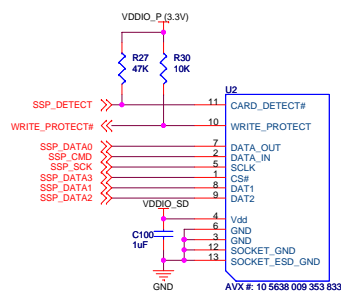 VDDIO_P (3.3V)
R27
47K
R30
10K
U2
SSP_DETECT
11
CARD_DETECT#
WRITE_PROTECT#
10
WRITE_PROTECT
SSP_DATA0
7
DATA_OUT
SSP_CMD
2
DATA_IN
SSP_SCK
5
SCLK
SSP_DATA3
1
CS#
SSP_DATA1
8
DAT1
SSP_DATA2
9
DAT2
VDDIO_SD
4
Vdd
6
GND
3
GND
12
SOCKET_GND
13
SOCKET_ESD_GND
C100
1uF
GND
AVX #: 10 5638 009 353 833